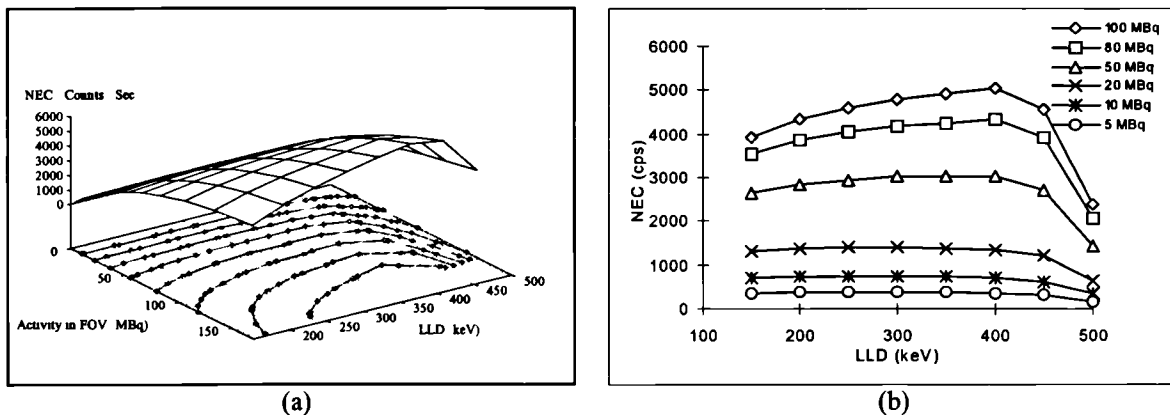 NEC Counts Sec
6000
5000
4000
3000
2000
1000
0
0
50
100
150
Activity in FOV MBq)
200
250
300
350
400
450
500
LLD keV)
(a)
100 MBq
80 MBq
50 MBq
20 MBq
10 MBq
5 MBq
6000
5000
4000
3000
2000
1000
0
NEC (cps)
100
200
300
400
500
LLD (keV)
(b)